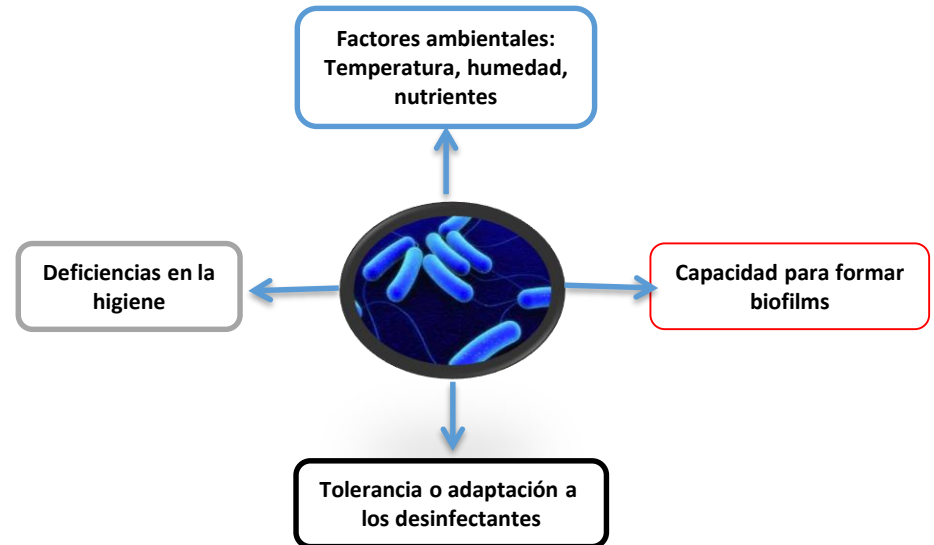 Factores ambientales:
Temperatura, humedad,
nutrientes
Deficiencias en la
higiene
Capacidad para formar
biofilms
Tolerancia o adaptación a
los desinfectantes